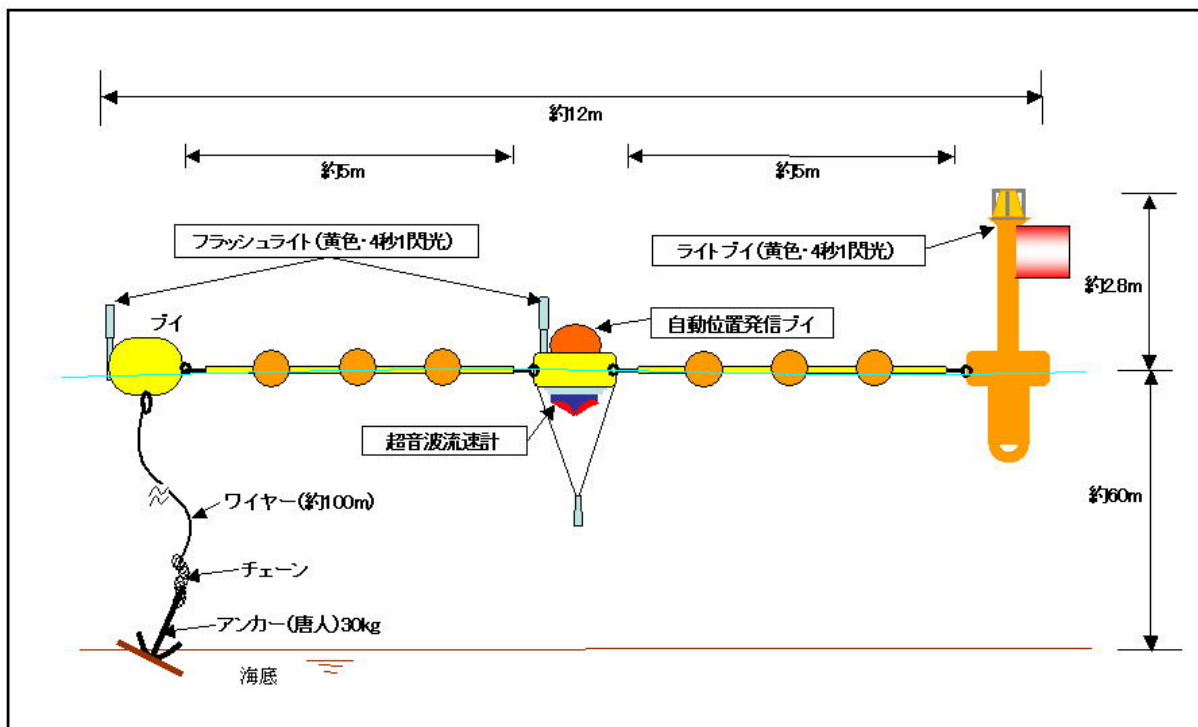 約12m
約5m
約5m
フラッシュライト(黄色・4秒1閃光)
ライトブイ(黄色・4秒1閃光)
約2.8m
ブイ
自動位置発信ブイ
超音波流速計
約60m
ワイヤー(約100m)
チェーン
アンカー(唐人)30kg
海底